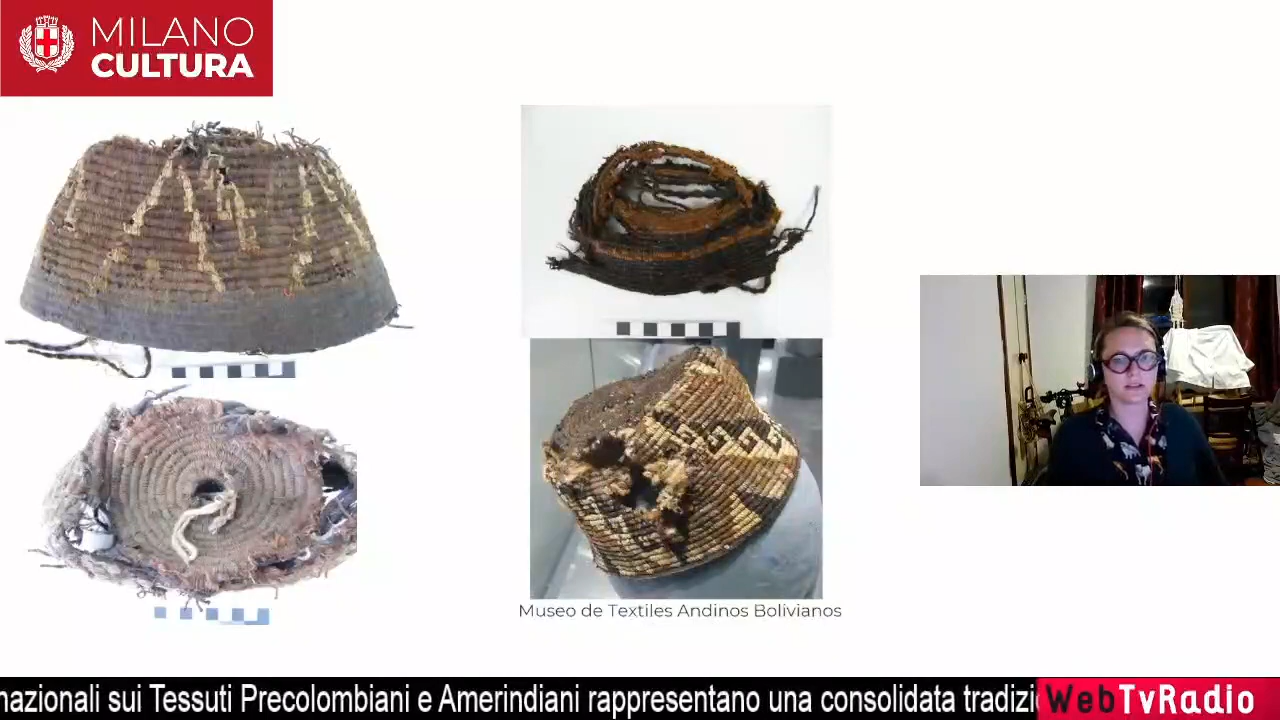 MILANO
CULTURA
Museo de Textiles Andinos Bolivianos
nazionali sui Tessuti Precolombiani e Amerindiani rappresentano una consolidata tradizi
WebTvRadio